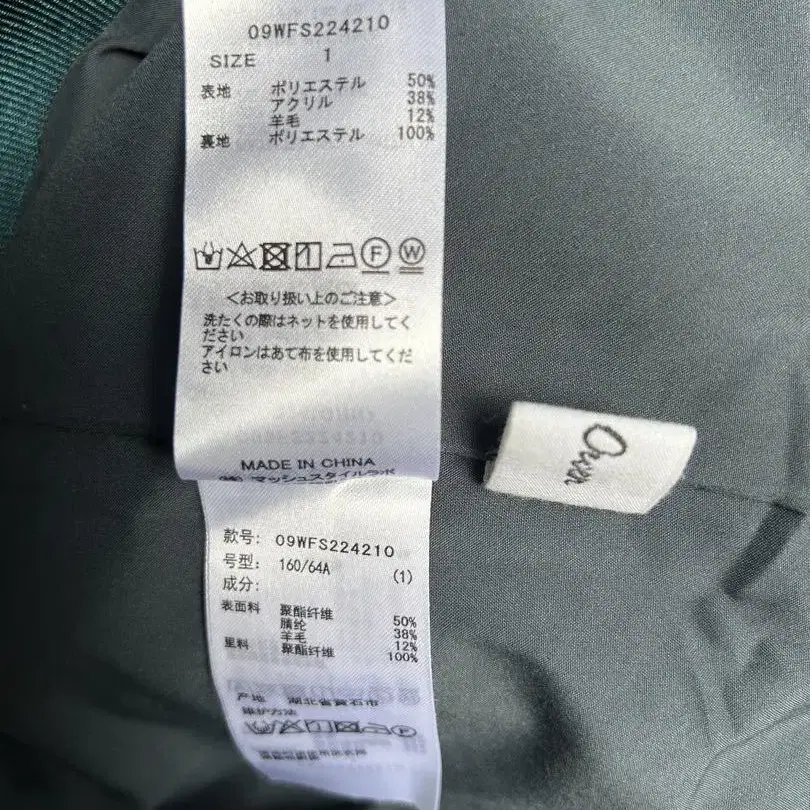 09WFS224210
SIZE 1
表地 ポリエステル 50%
アクリル 38%
羊毛 12%
裏地 ポリエステル 100%
F W
<お取り扱い上のご注意>
洗たくの際はネットを使用してく
ださい
アイロンはあて布を使用してくだ
さい
MADE IN CHINA
㈱マッシュスタイルラボ
款号: 09WFS224210
号型: 160/64A (1)
成分:
表面料 聚酯纤维 50%
腈纶 38%
羊毛 12%
里料 聚酯纤维 100%
产地 湖北省黄石市
维护方法